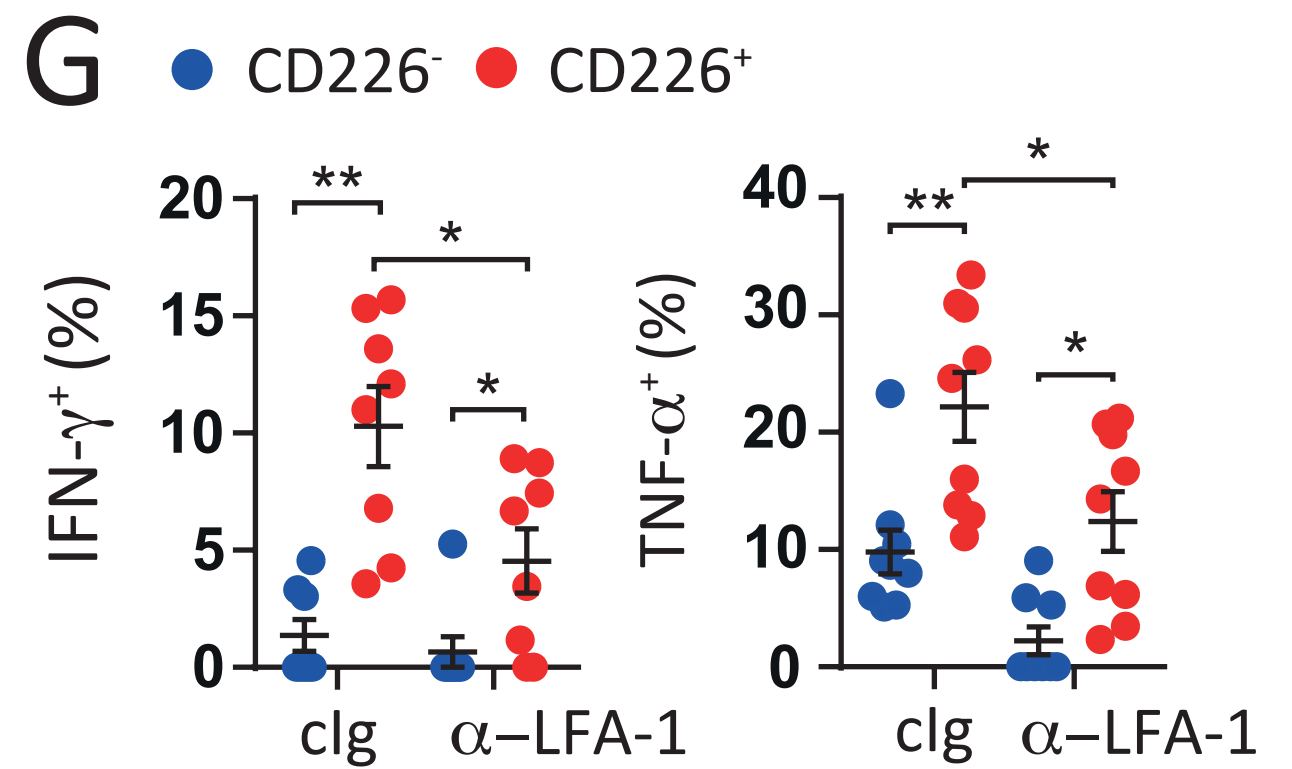 G CD226- CD226+
** * *
20
15
10
5
0
IFN-γ+ (%)
cIg α–LFA-1
* ** *
40
30
20
10
0
TNF-α+ (%)
cIg α–LFA-1